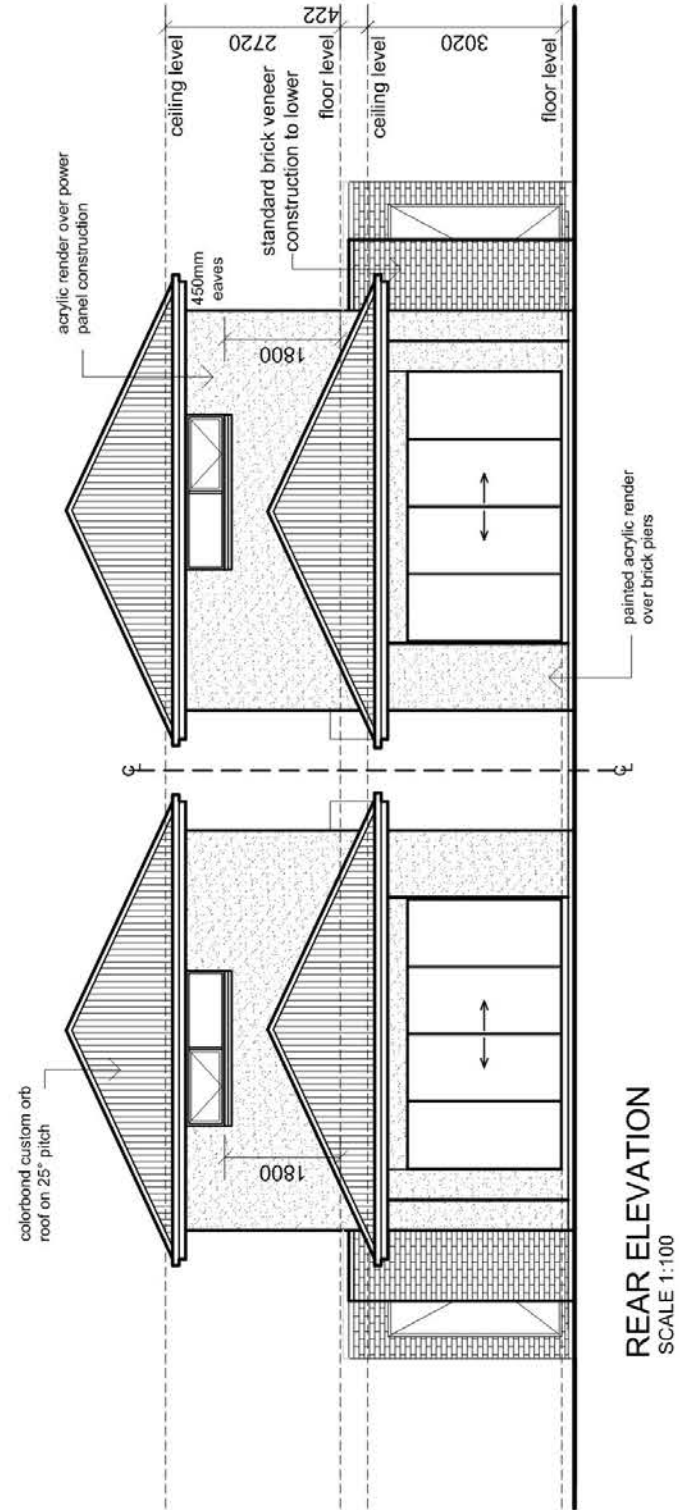 colorbond custom orb
roof on 25° pitch
acrylic render over power
panel construction
450mm
eaves
1800
1800
standard brick veneer
construction to lower
ceiling level
2720
floor level
422
ceiling level
3020
floor level
painted acrylic render
over brick piers
CL
CL
REAR ELEVATION
SCALE 1:100